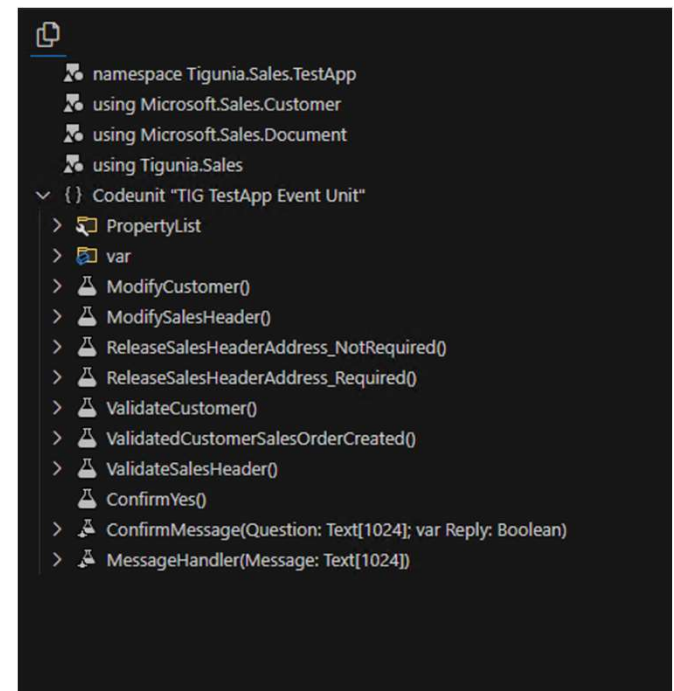 namespace Tigunia.Sales.TestApp
using Microsoft.Sales.Customer
using Microsoft.Sales.Document
using Tigunia.Sales
{} Codeunit "TIG TestApp Event Unit"
PropertyList
var
ModifyCustomer()
ModifySalesHeader()
ReleaseSalesHeaderAddress_NotRequired()
ReleaseSalesHeaderAddress_Required()
ValidateCustomer()
ValidatedCustomerSalesOrderCreated()
ValidateSalesHeader()
ConfirmYes()
ConfirmMessage(Question: Text[1024]; var Reply: Boolean)
MessageHandler(Message: Text[1024])